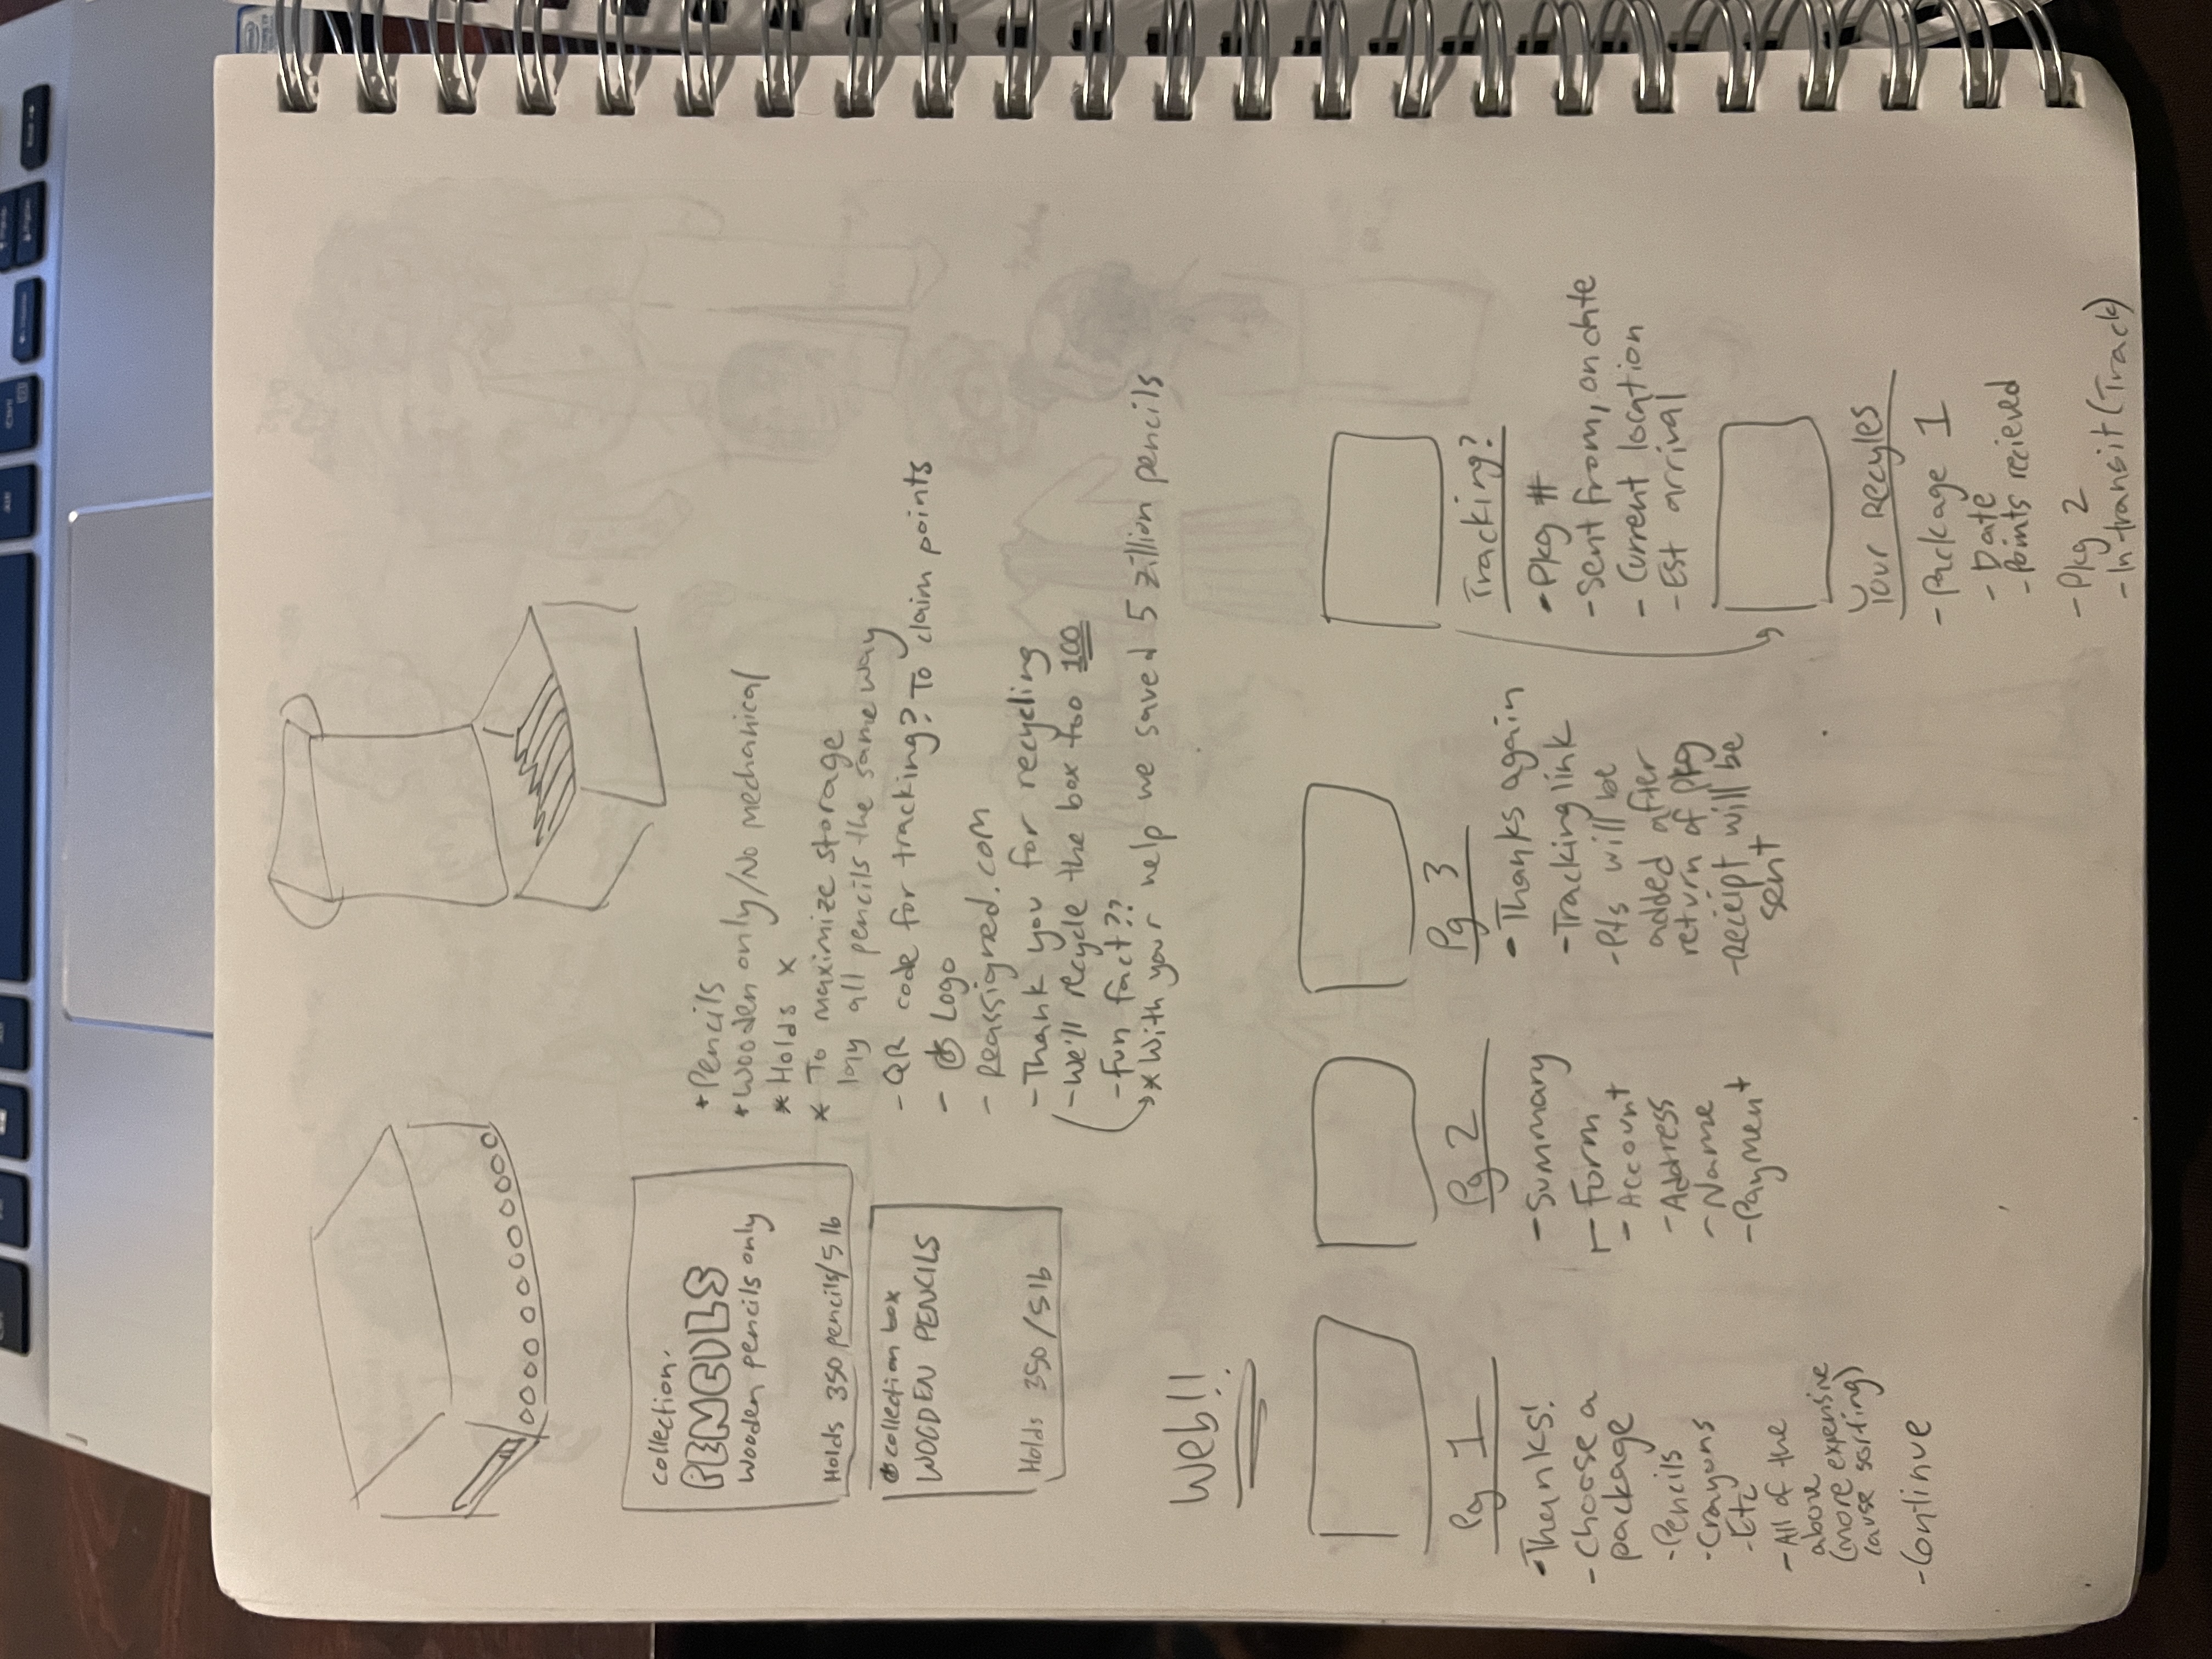 collection.
PENCILS
Wooden pencils only
Holds 350 pencils/5 lb
collection box
WOODEN PENCILS
Holds 350/5 lb
* Pencils
* Wooden only/No mechanical
* Holds x
* To maximize storage
lay all pencils the same way
- QR code for tracking? To claim points
- Logo
- Reassigned.com
- Thank you for recycling
- We'll recycle the box too 100
- fun fact??
* With your help we saved 5 zillion pencils
Web!!
Pg 1
- Thanks!
- Choose a
package
- Pencils
- Crayons
- Etc
- All of the
above
(more expensive
cause sorting)
- Continue
Pg 2
- Summary
- Form
- Account
- Address
- Name
- Payment
Pg 3
- Thanks again
- Tracking link
- Pts will be
added after
return of pkg
- receipt will be
sent
Tracking?
- Pkg #
- Sent from, on date
- Current location
- Est arrival
Your Recyles
- Package 1
- Date
- Points recieved
- Pkg 2
- In transit (Track)